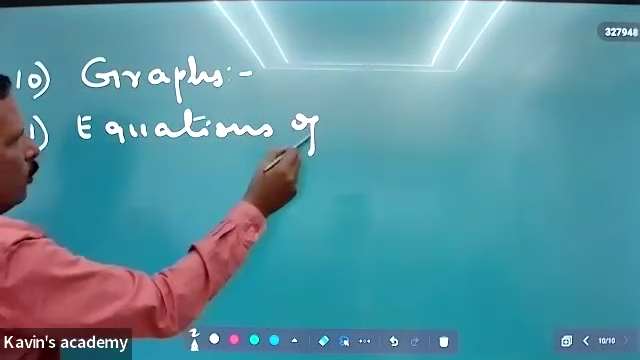 327948
10) Graphs:-
1) Equations of
Kavin's academy
10/10